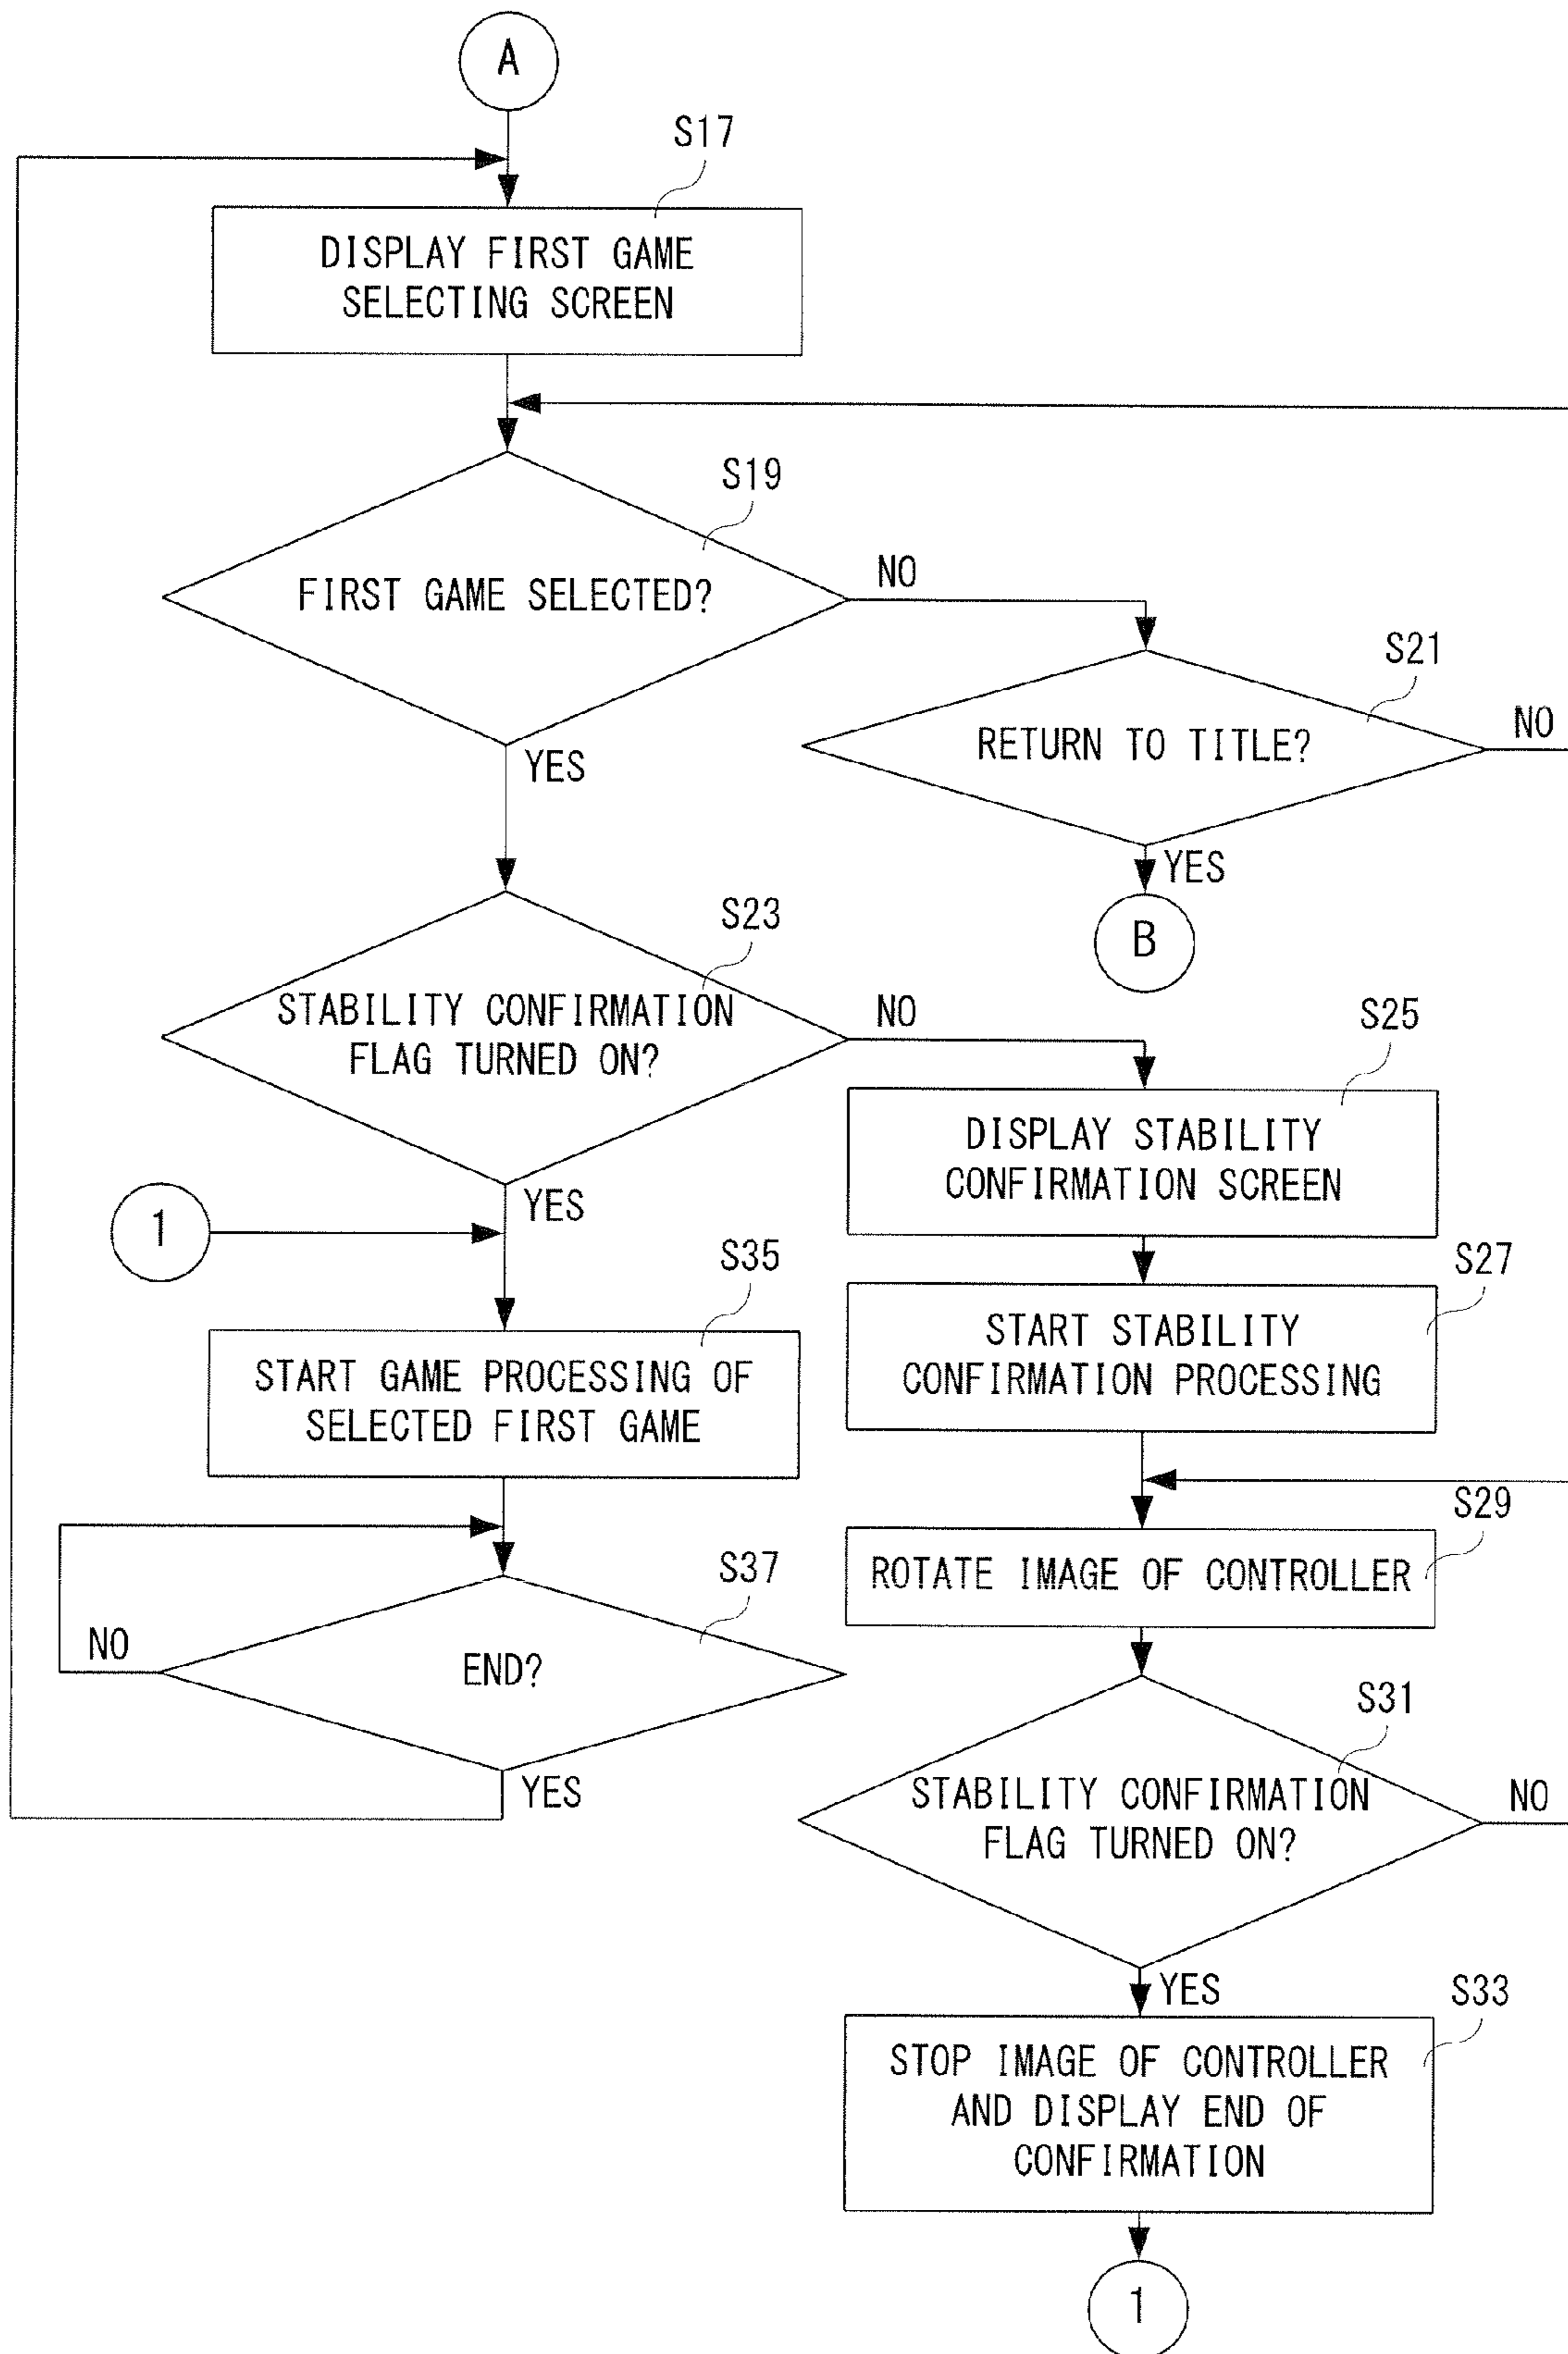 A
S17
DISPLAY FIRST GAME
SELECTING SCREEN
S19
FIRST GAME SELECTED?
NO
S21
RETURN TO TITLE?
NO
YES
YES
B
S23
STABILITY CONFIRMATION
FLAG TURNED ON?
NO
S25
DISPLAY STABILITY
CONFIRMATION SCREEN
YES
1
S35
START GAME PROCESSING OF
SELECTED FIRST GAME
S27
START STABILITY
CONFIRMATION PROCESSING
S29
ROTATE IMAGE OF CONTROLLER
S37
END?
NO
YES
S31
STABILITY CONFIRMATION
FLAG TURNED ON?
NO
YES
S33
STOP IMAGE OF CONTROLLER
AND DISPLAY END OF
CONFIRMATION
1